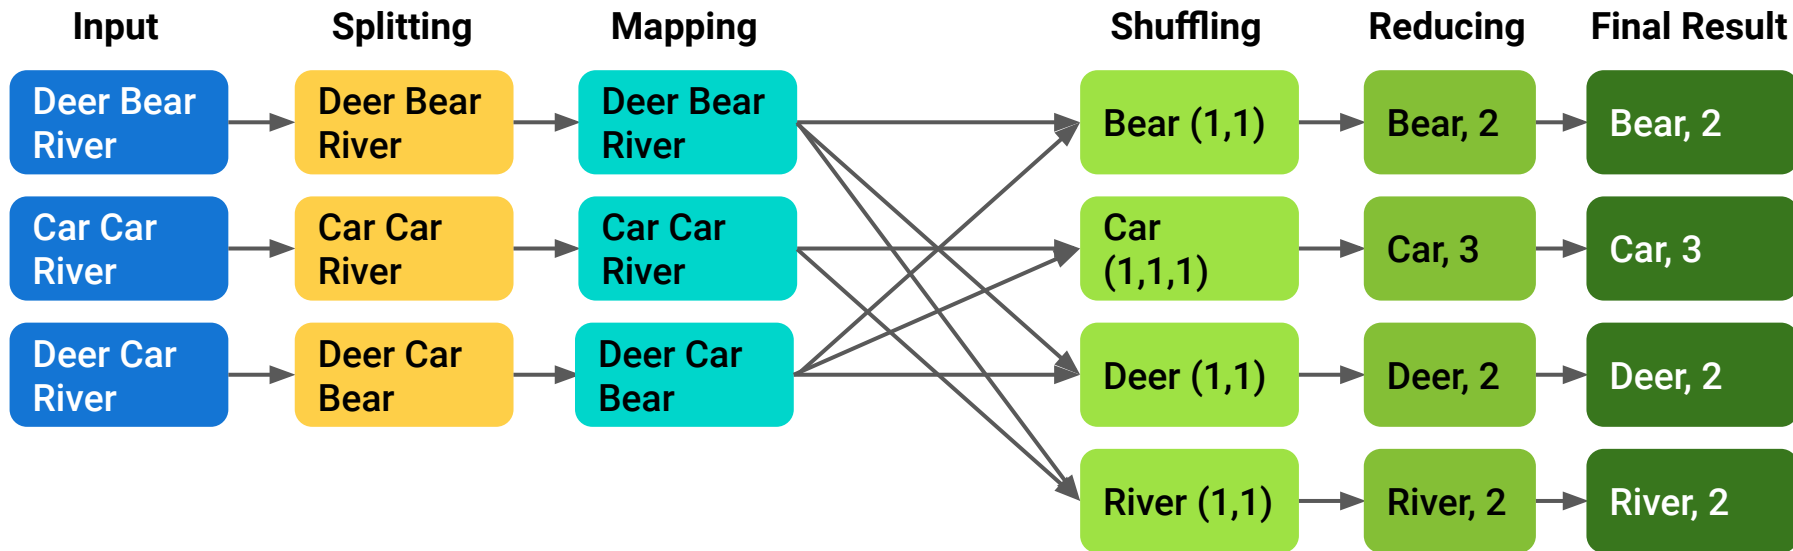 Input Splitting Mapping Shuffling Reducing Final Result
Deer Bear
River
Deer Bear
River
Deer Bear
River
Bear (1,1)
Bear, 2
Bear, 2
Car Car
River
Car Car
River
Car Car
River
Car
(1,1,1)
Car, 3
Car, 3
Deer Car
River
Deer Car
Bear
Deer Car
Bear
Deer (1,1)
Deer, 2
Deer, 2
River (1,1)
River, 2
River, 2